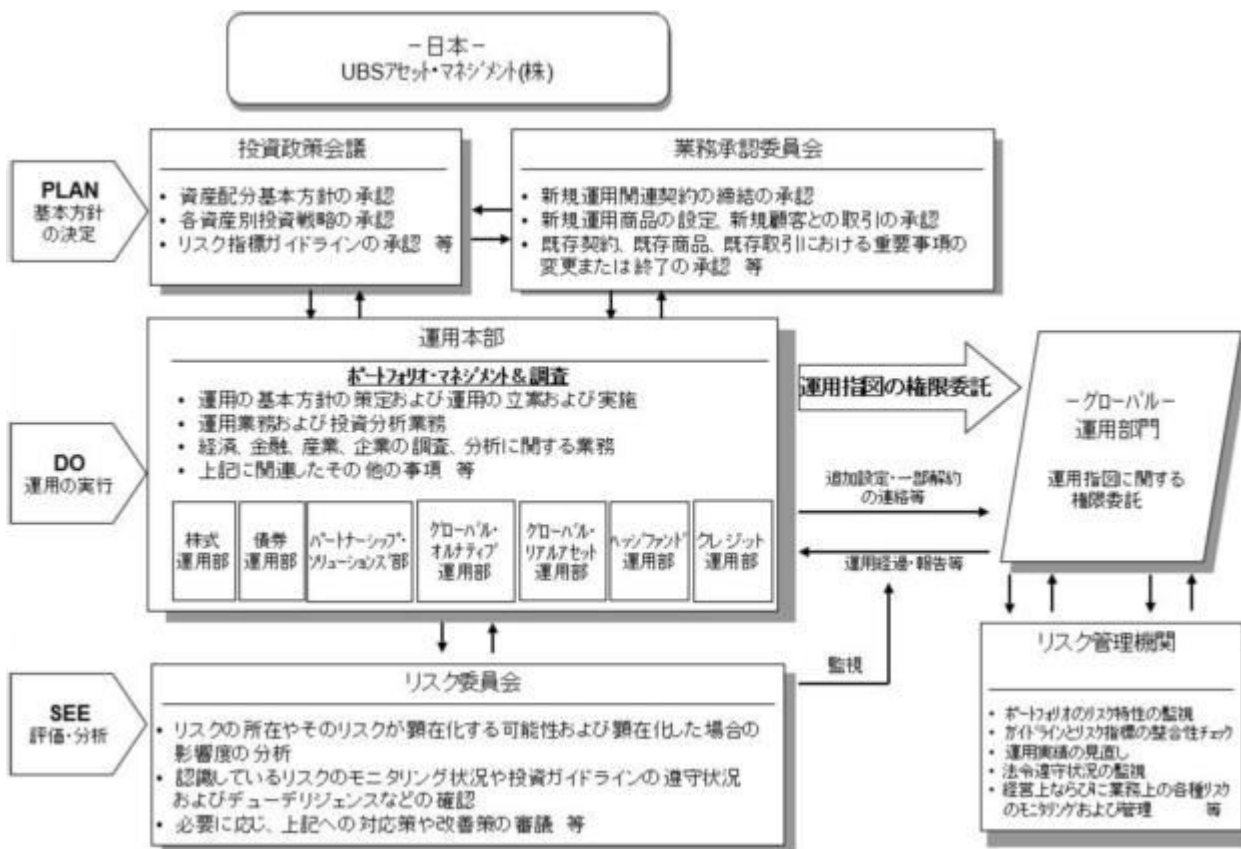 －日本－
UBSアセット・マネジメント(株)
投資政策会議
・ 資産配分基本方針の承認
・ 各資産別投資戦略の承認
・ リスク指標ガイドラインの承認 等
業務承認委員会
・ 新規運用関連契約の締結の承認
・ 新規運用商品の設定、新規顧客との取引の承認
・ 既存契約、既存商品、既存取引における重要事項の
変更または終了の承認 等
PLAN
基本方針
の決定
運用本部
ポートフォリオ・マネジメント＆調査
・ 運用の基本方針の策定および運用の立案および実施
・ 運用業務および投資分析業務
・ 経済、金融、産業、企業の調査、分析に関する業務
・ 上記に関連したその他の事項 等
DO
運用の実行
株式
運用部
債券
運用部
パートナーシップ・
ソリューションズ部
グローバル・
オルナティブ
運用部
グローバル・
リアルアセット
運用部
ヘッジファンド
運用部
クレジット
運用部
運用指図の権限委託
追加設定・一部解約
の連絡等
運用経過・報告等
－グローバル－
運用部門
運用指図に関する
権限委託
SEE
評価・分析
リスク委員会
・ リスクの所在やそのリスクが顕在化する可能性および顕在化した場合の
影響度の分析
・ 認識しているリスクのモニタリング状況や投資ガイドラインの遵守状況
およびデューデリジェンスなどの確認
・ 必要に応じ、上記への対応策や改善策の審議 等
監視
リスク管理機関
・ ポートフォリオのリスク特性の監視
・ ガイドラインとリスク指標の整合性チェック
・ 運用実績の見直し
・ 法令遵守状況の監視
・ 経営上ならびに業務上の各種リスク
のモニタリングおよび管理 等